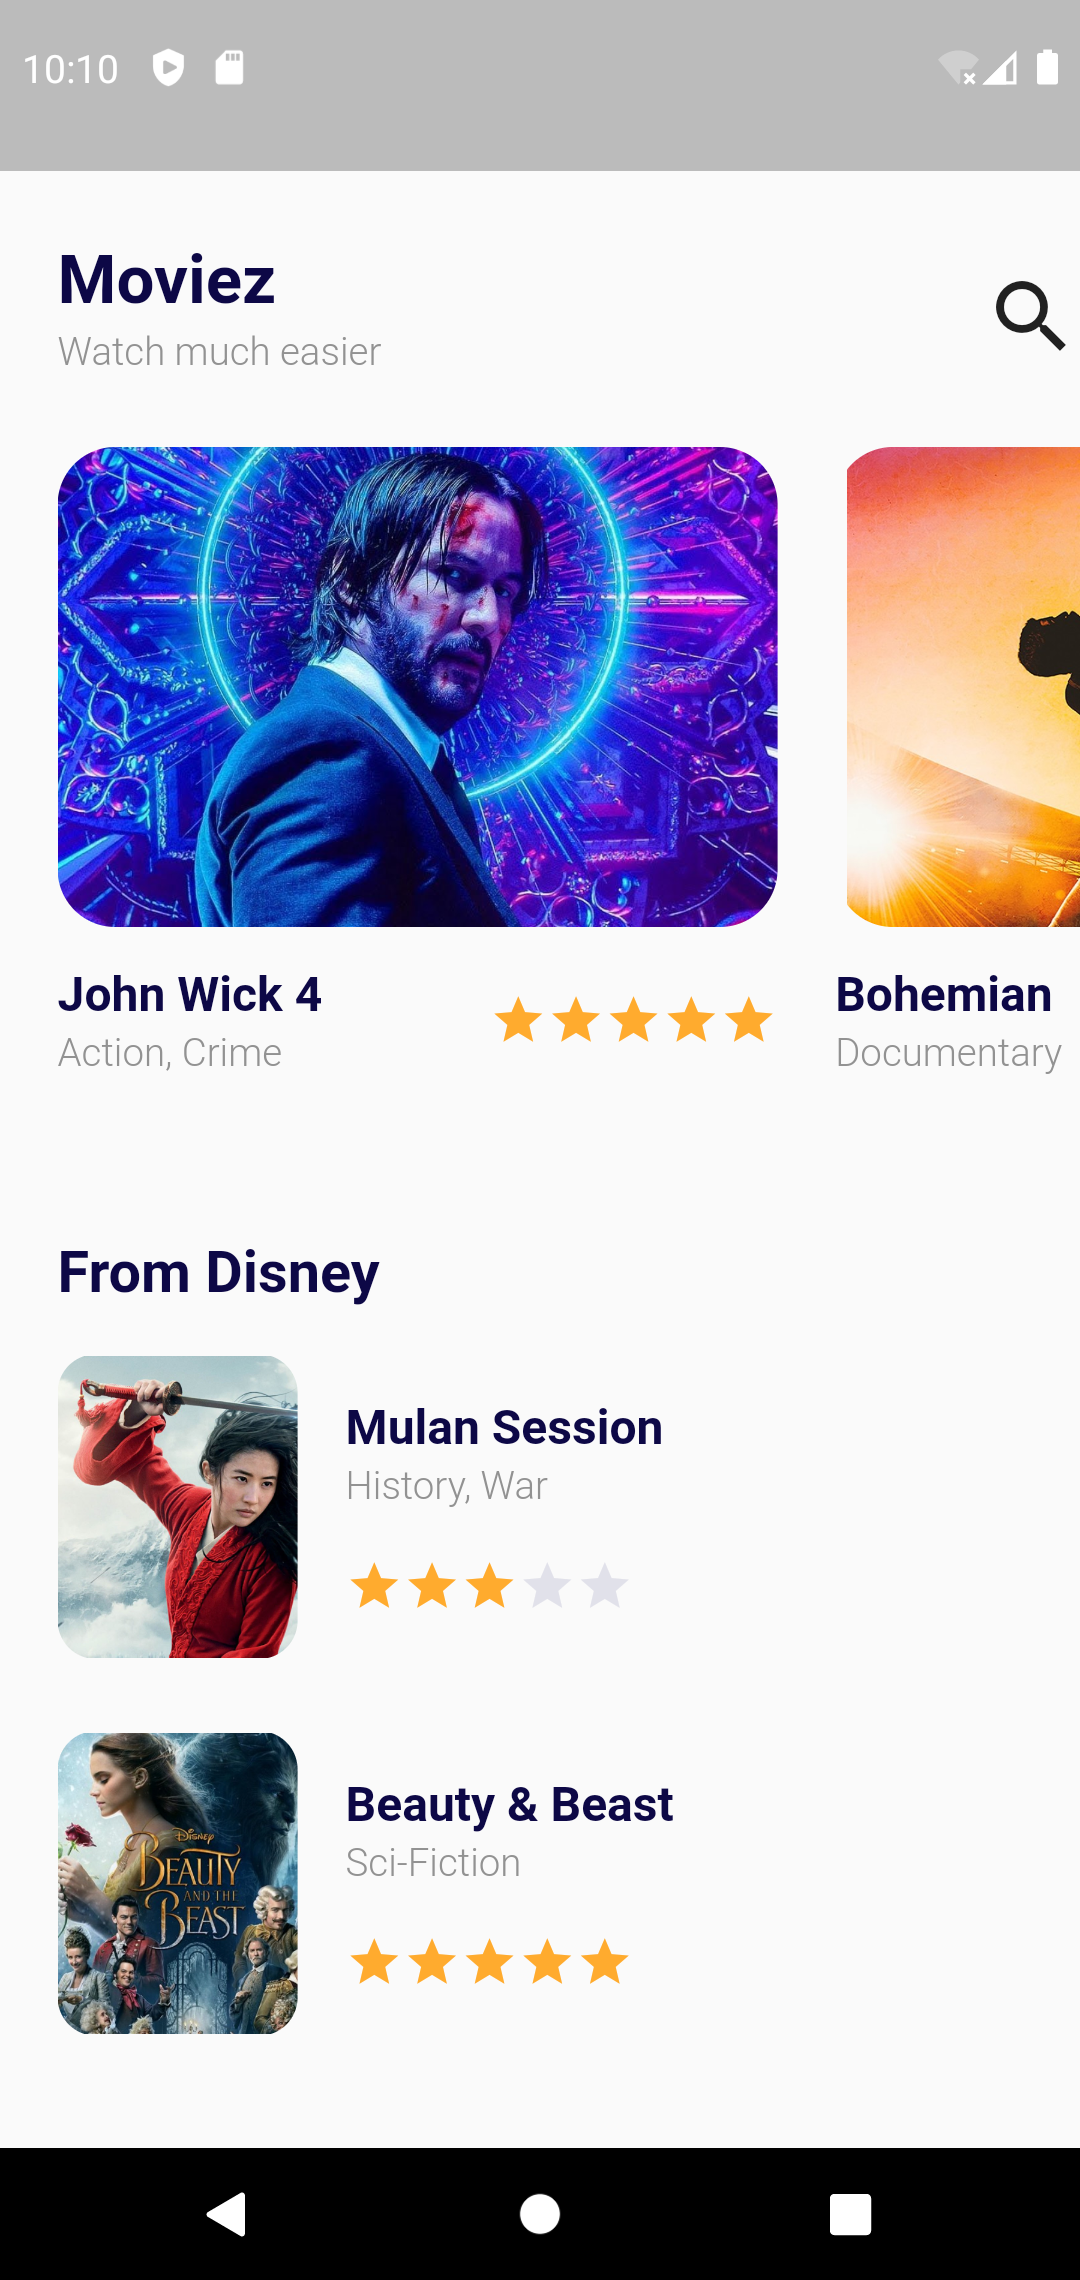 10:10
Moviez
Watch much easier
John Wick 4
Action, Crime
Bohemian
Documentary
From Disney
Mulan Session
History, War
Beauty & Beast
Sci-Fiction
Disney
BEAUTY
AND THE
BEAST